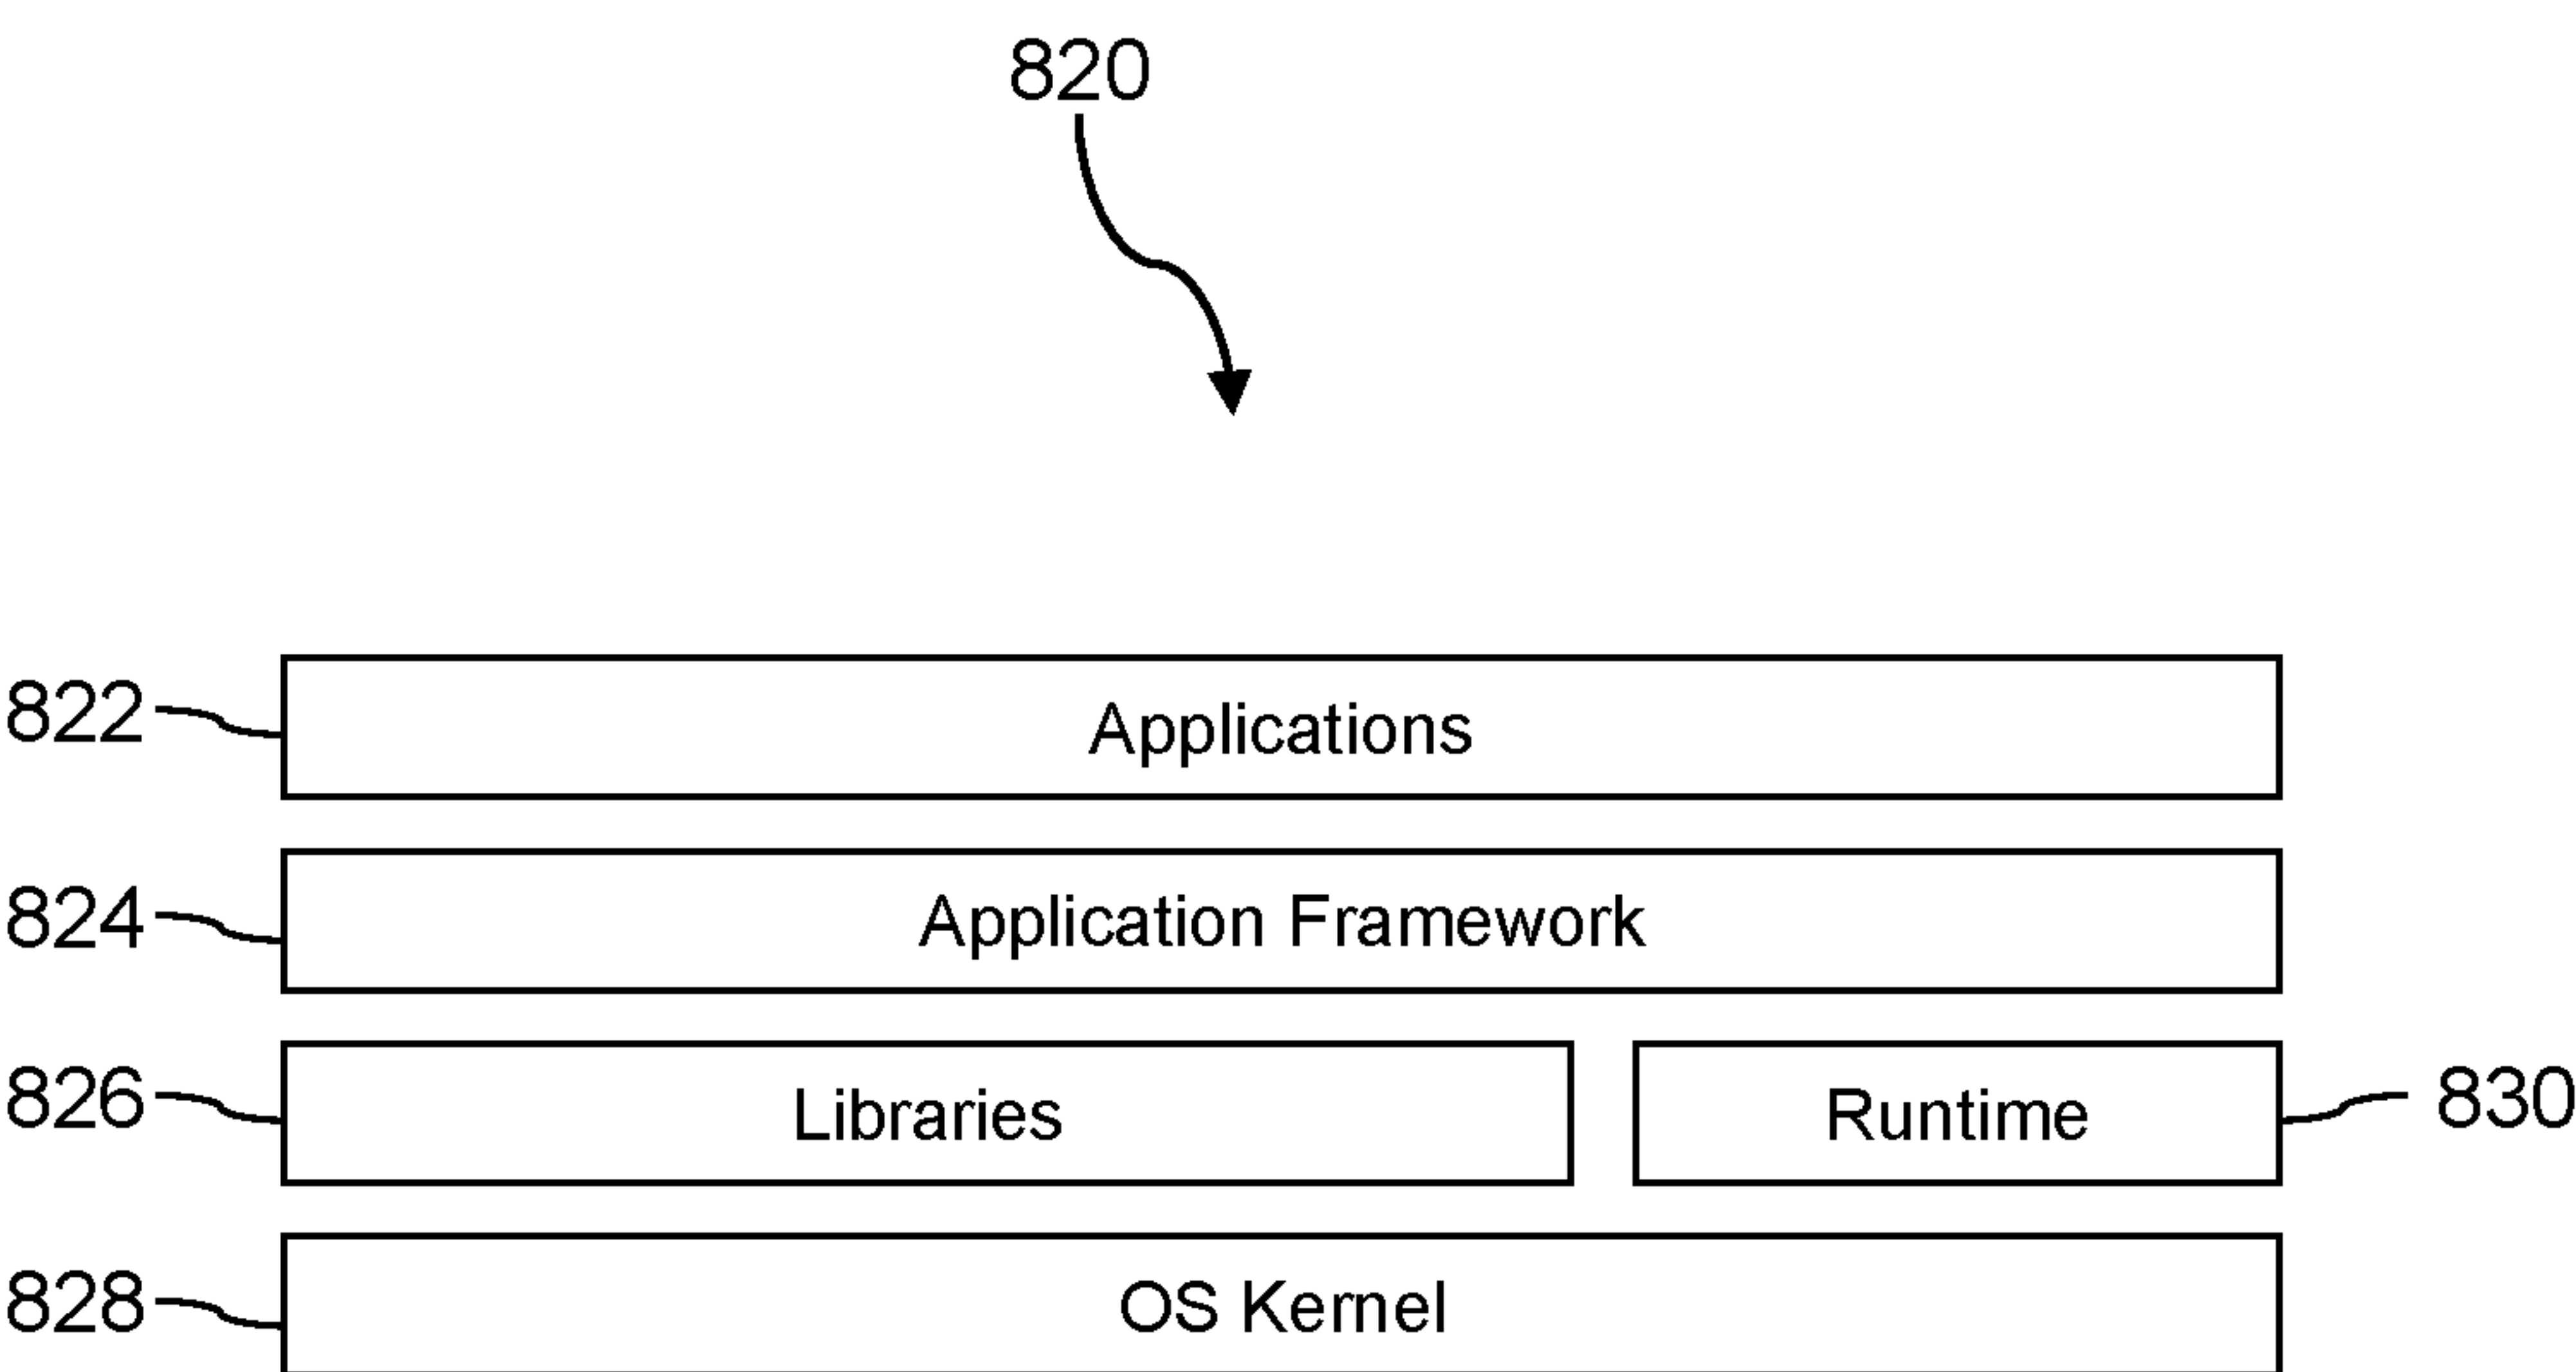 820
822 Applications
824 Application Framework
826 Libraries Runtime 830
828 OS Kernel